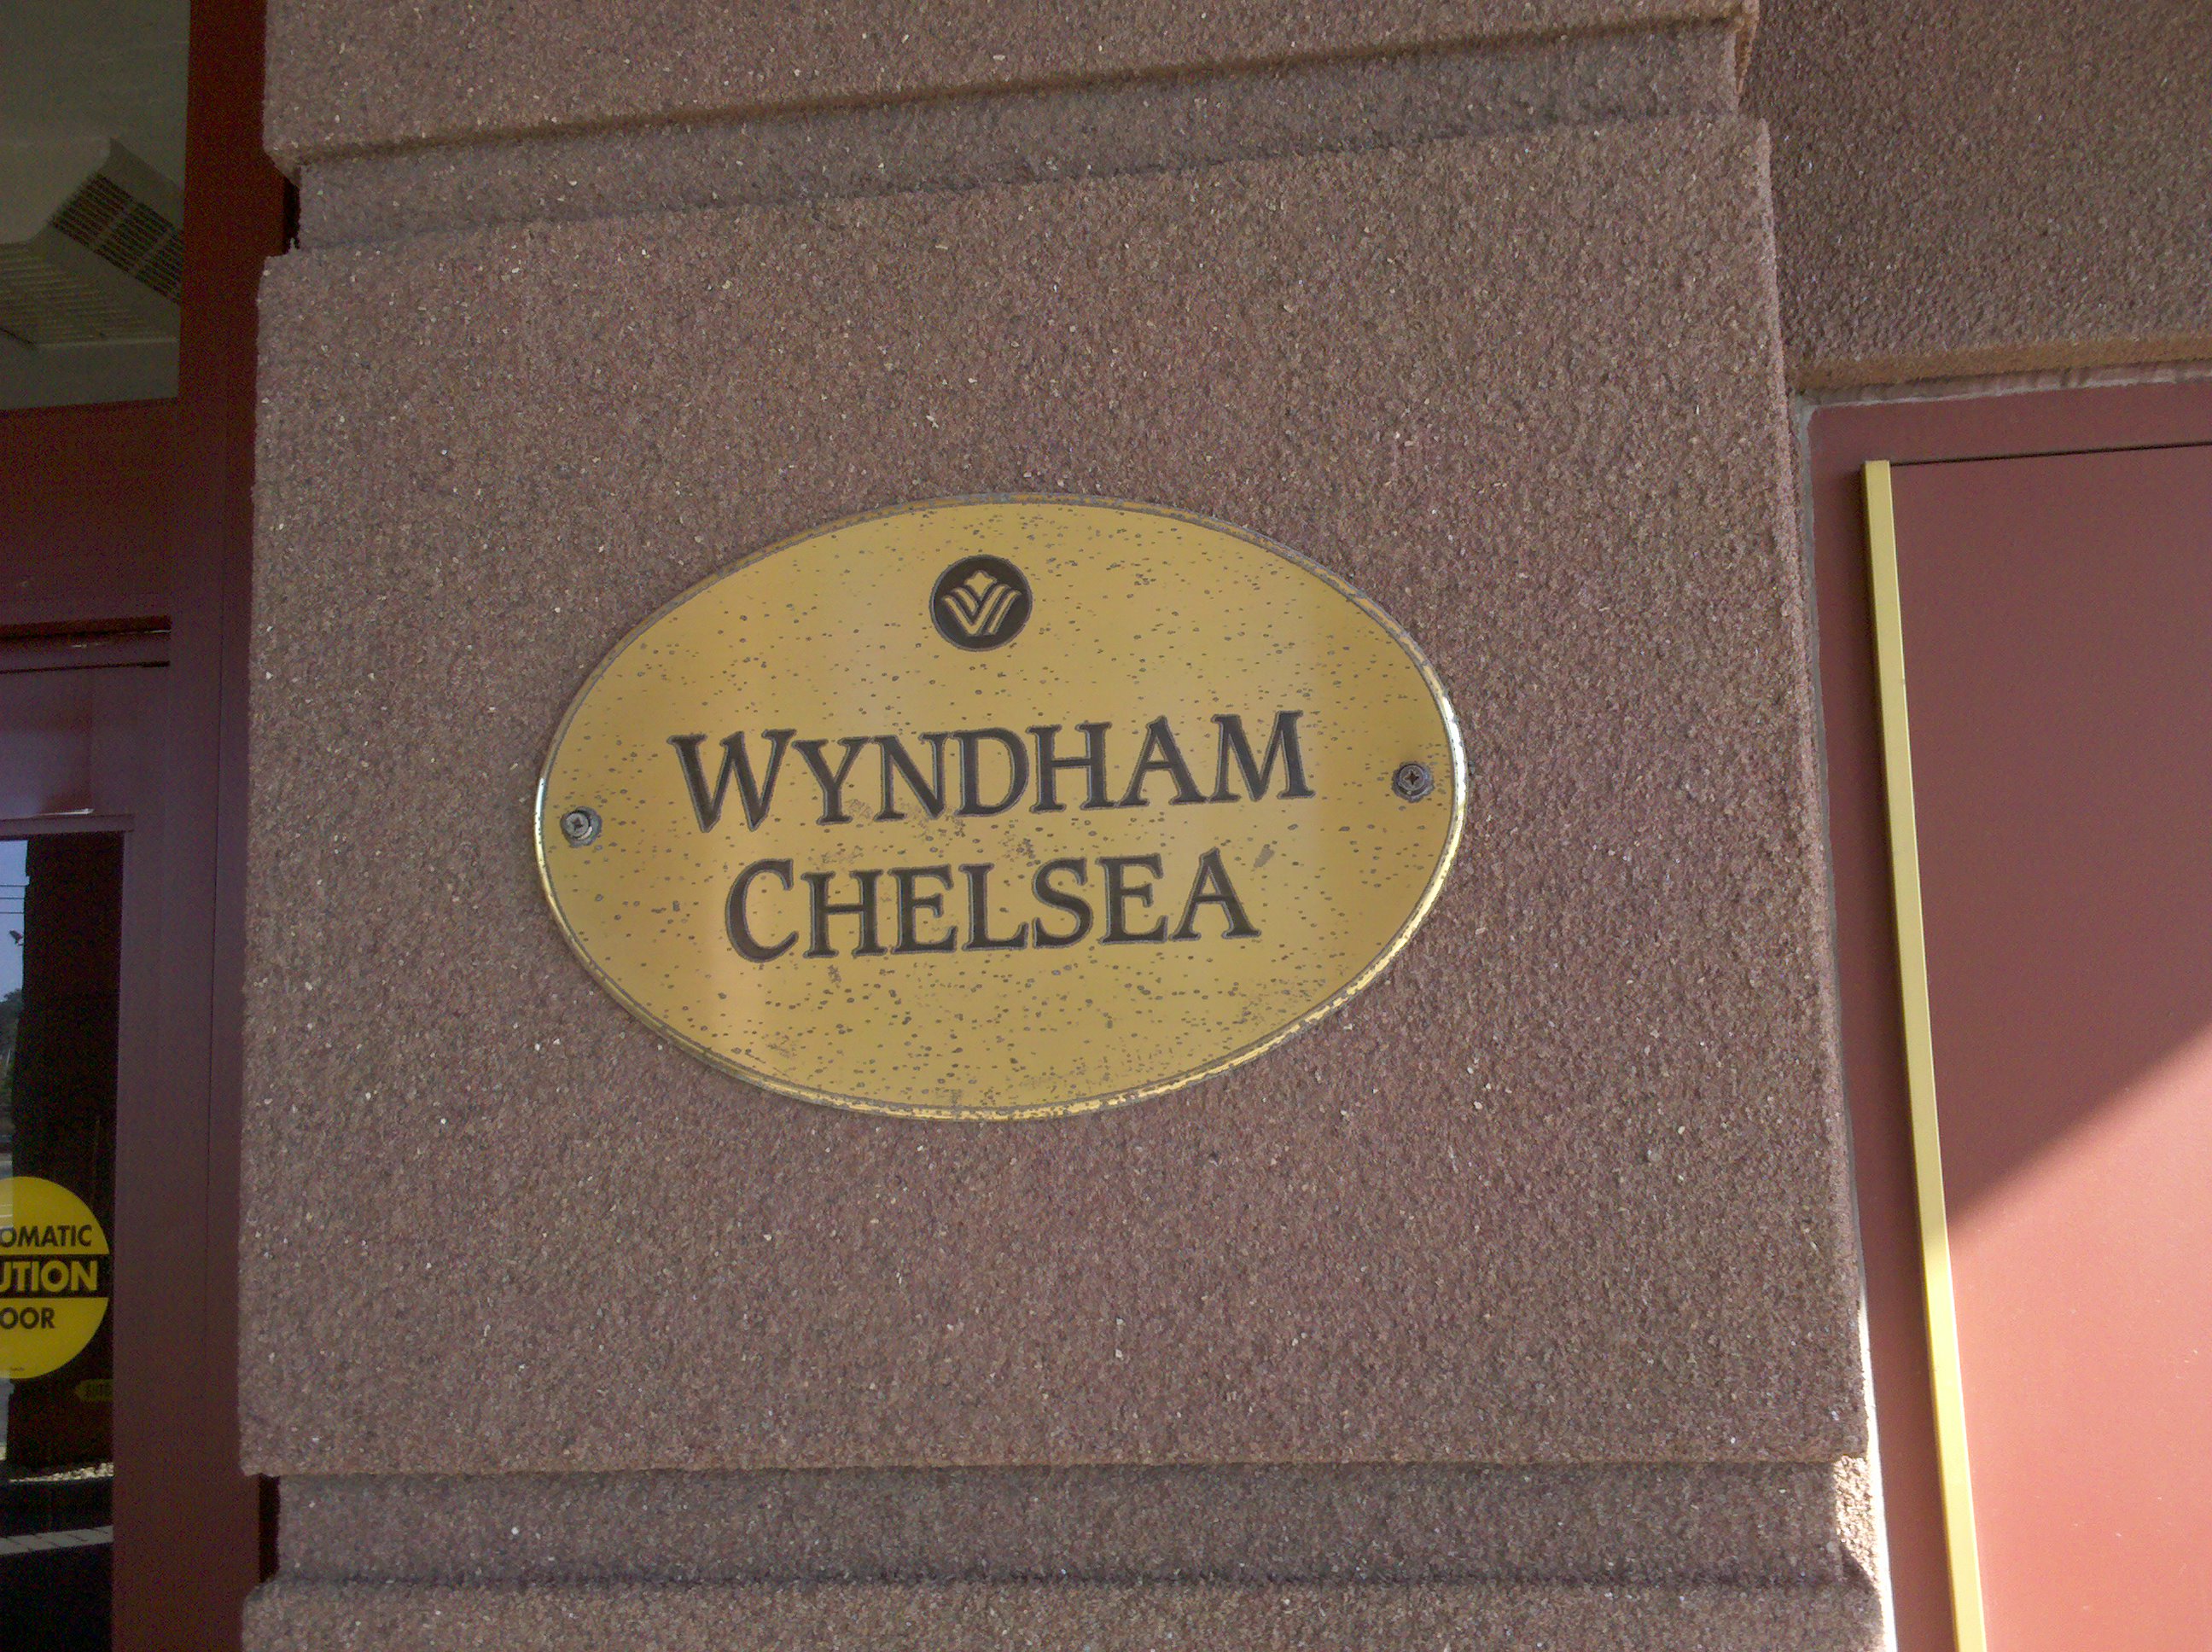 WYNDHAM
CHELSEA
OMATIC
UTION
OOR